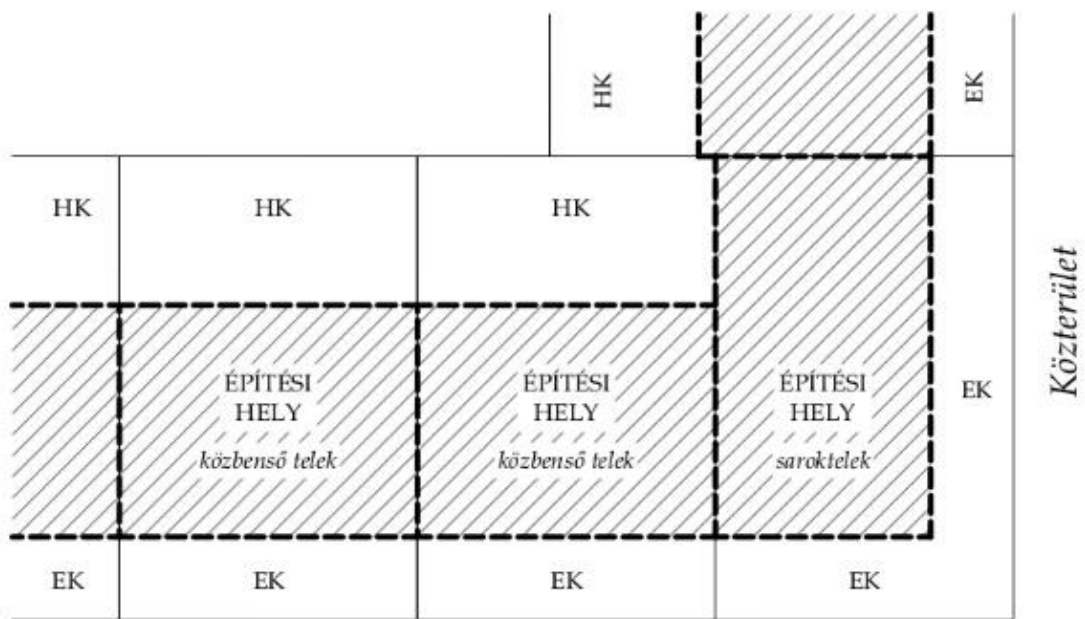 HK
EK
HK
HK
HK
Közterület
ÉPÍTÉSI
HELY
közbenső telek
ÉPÍTÉSI
HELY
közbenső telek
ÉPÍTÉSI
HELY
saroktelek
EK
EK
EK
EK
EK